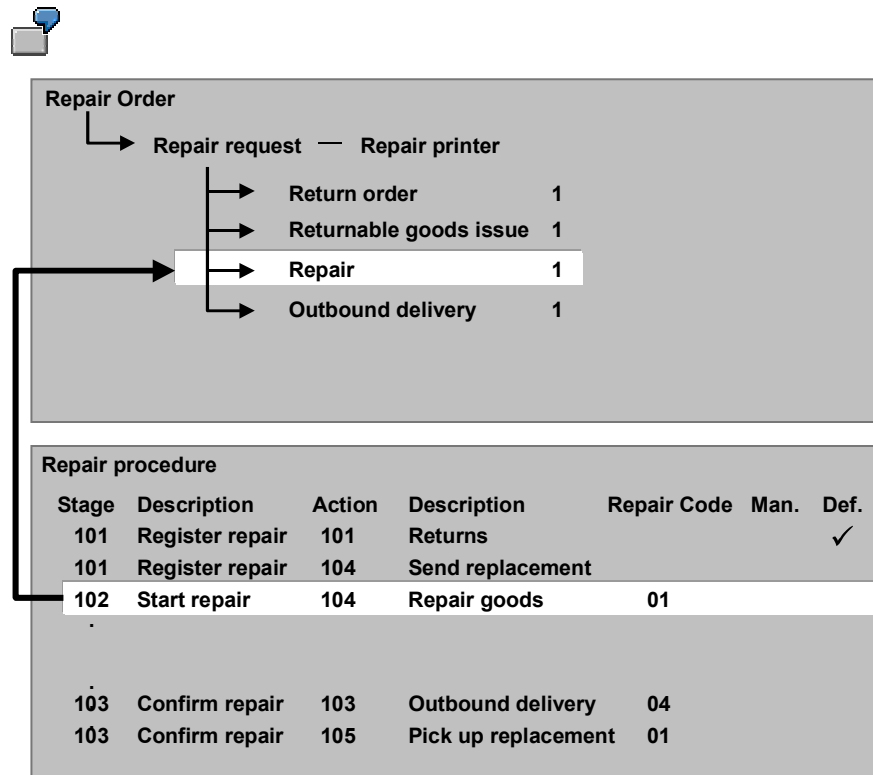 Repair Order
Repair request — Repair printer
Return order 1
Returnable goods issue 1
Repair 1
Outbound delivery 1
Repair procedure
Stage Description Action Description Repair Code Man. Def.
101 Register repair 101 Returns ✓
101 Register repair 104 Send replacement
102 Start repair 104 Repair goods 01
.
.
103 Confirm repair 103 Outbound delivery 04
.
103 Confirm repair 105 Pick up replacement 01